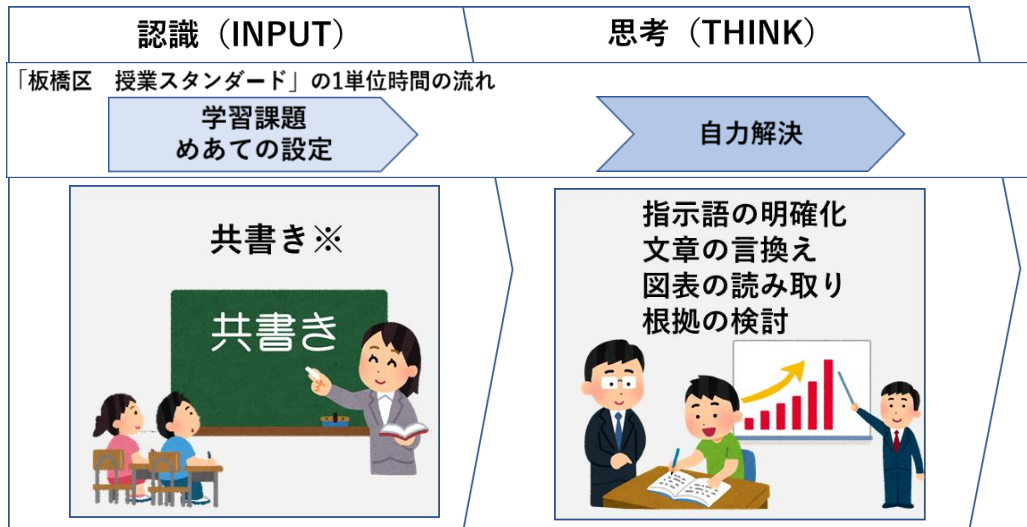 認識（INPUT）
思考（THINK）
「板橋区　授業スタンダード」の1単位時間の流れ
学習課題
めあての設定
自力解決
共書き※
共書き
指示語の明確化
文章の言換え
図表の読み取り
根拠の検討